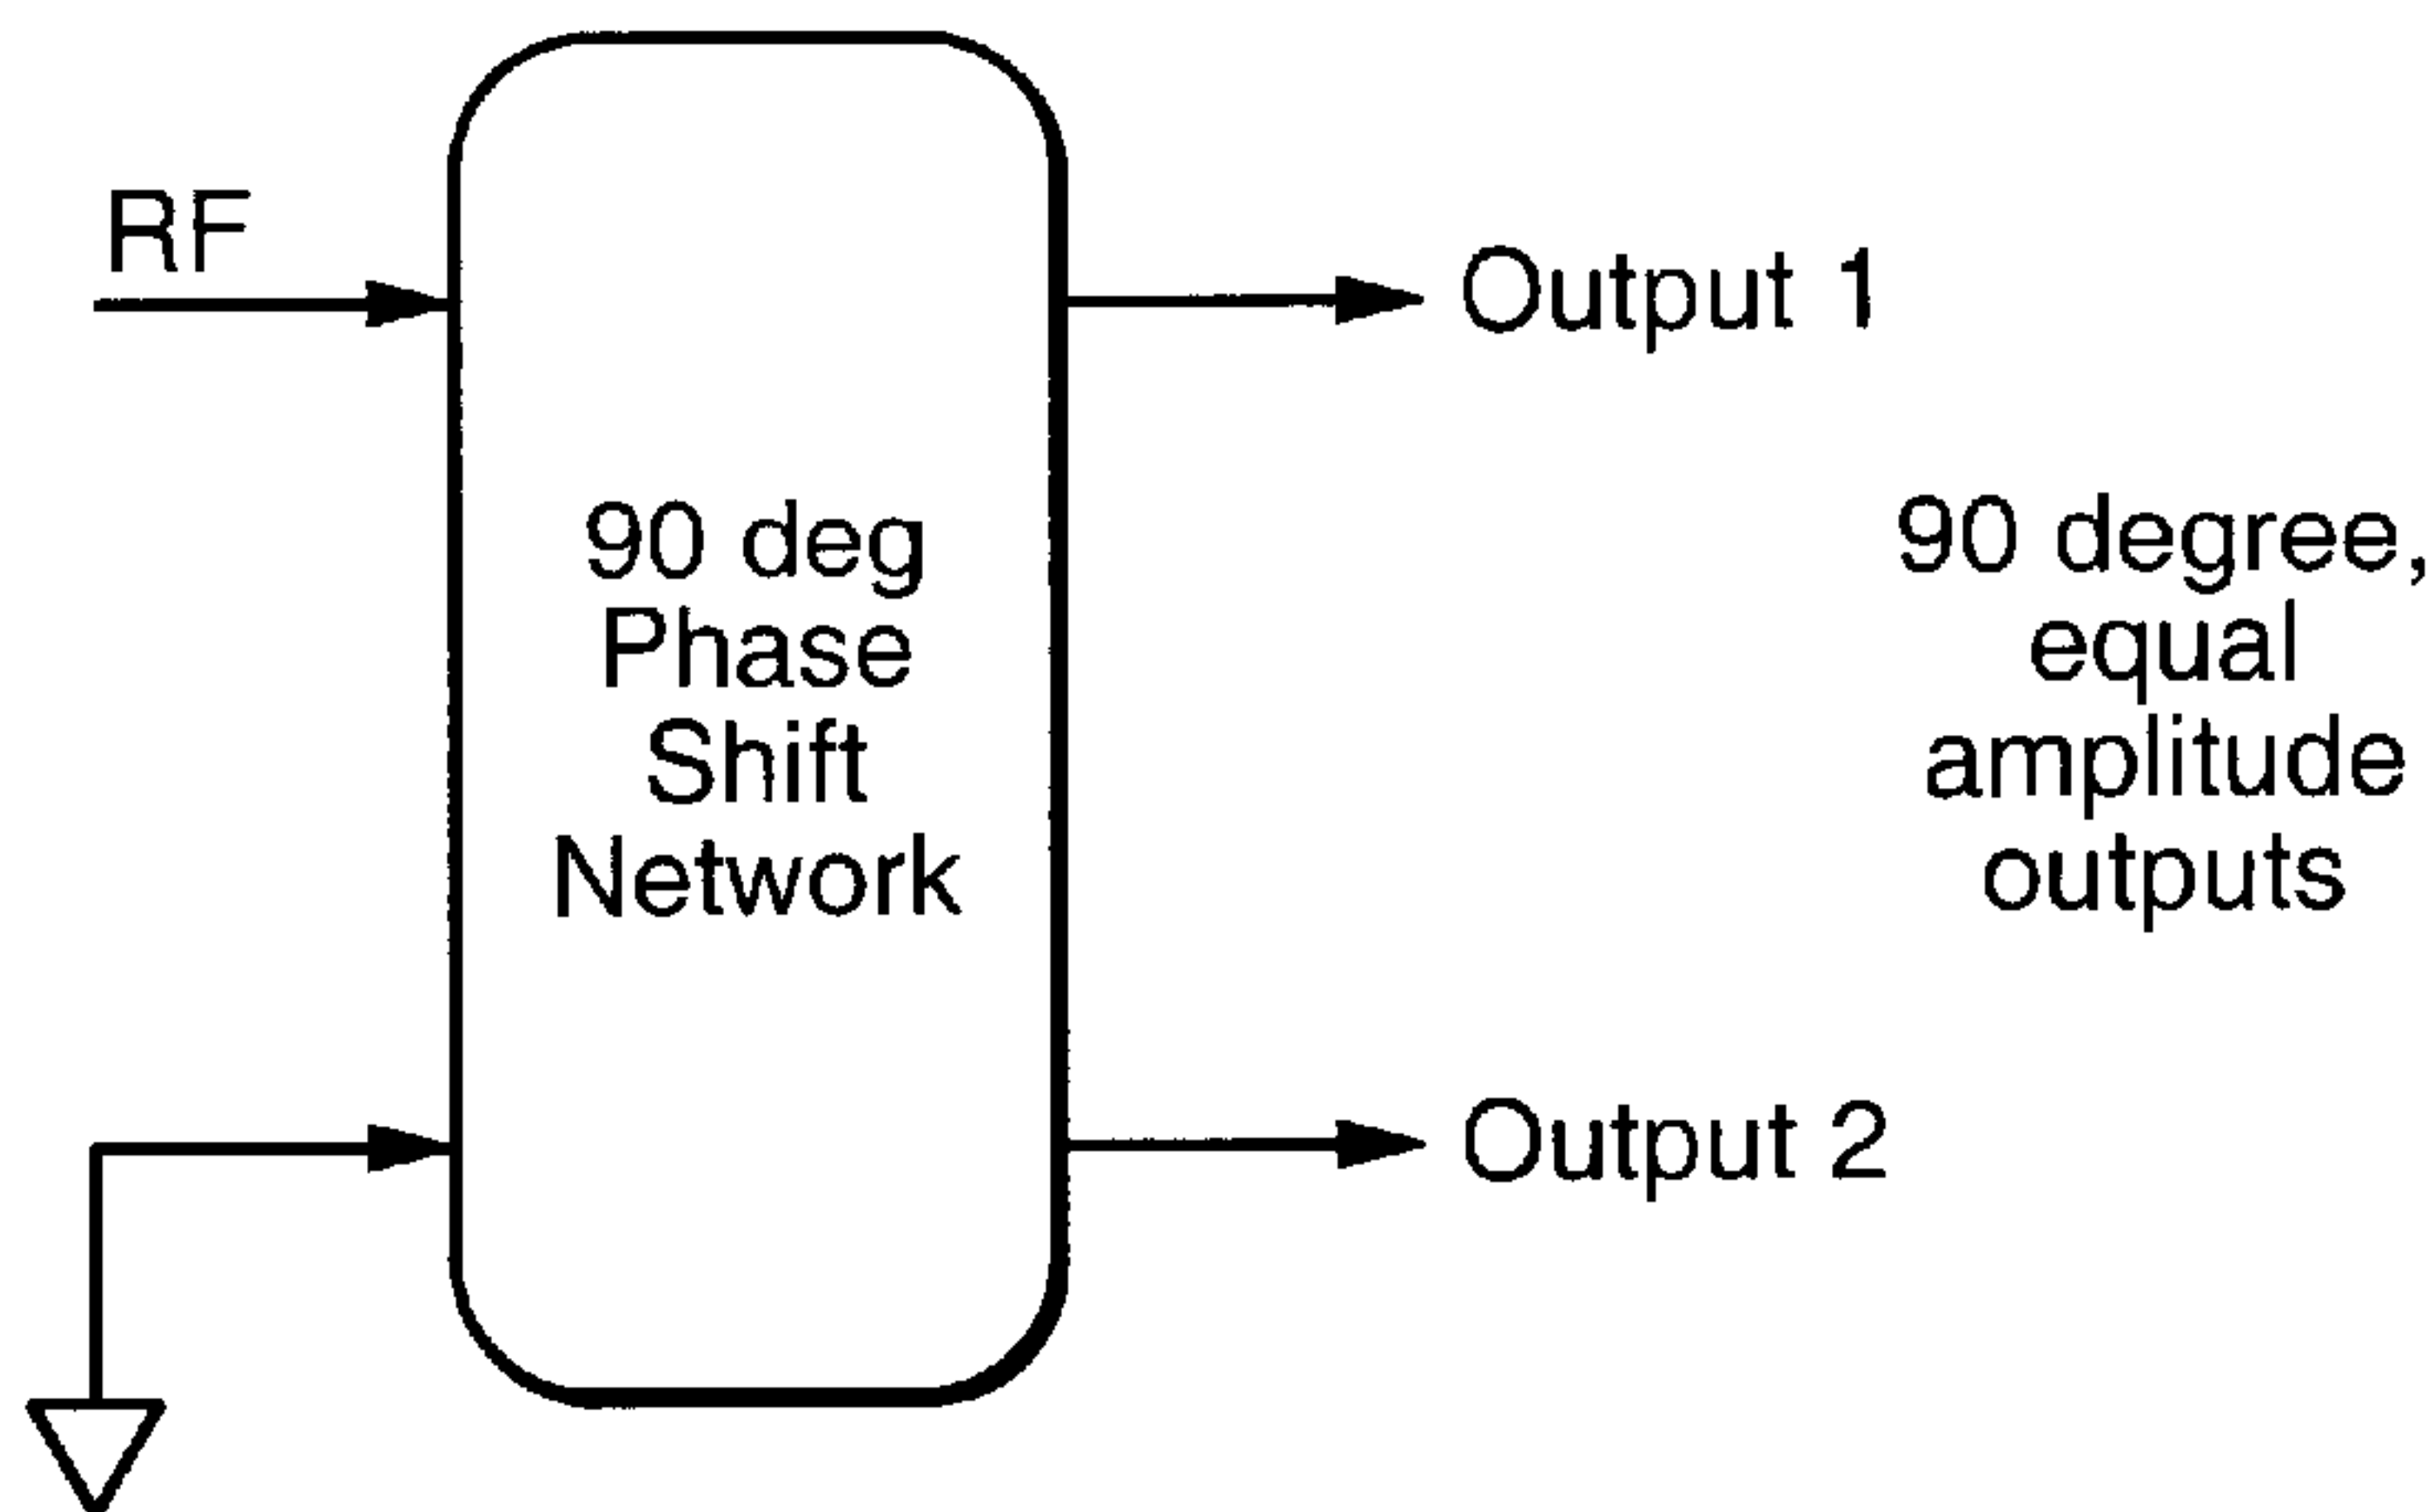 RF
Output 1
90 deg
Phase
Shift
Network
90 degree,
equal
amplitude
outputs
Output 2